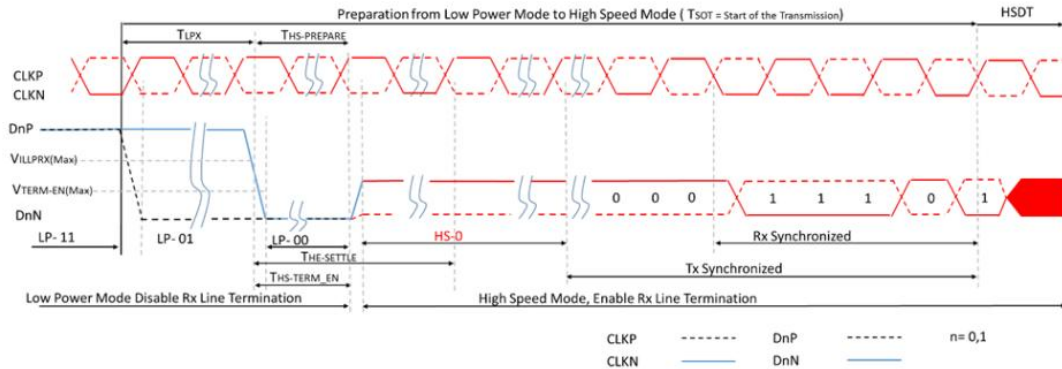 Preparation from Low Power Mode to High Speed Mode ( TSOT = Start of the Transmission)
HSDT
TLPX
THS-PREPARE
CLKP
CLKN
DnP
VILLPRX(Max)
VTERM-EN(Max)
DnN
0 0 0 1 1 1 0 1
LP- 11
LP- 01
LP- 00
HS-0
Rx Synchronized
THE-SETTLE
Tx Synchronized
THS-TERM_EN
Low Power Mode Disable Rx Line Termination
High Speed Mode, Enable Rx Line Termination
CLKP
DnP
n= 0,1
CLKN
DnN